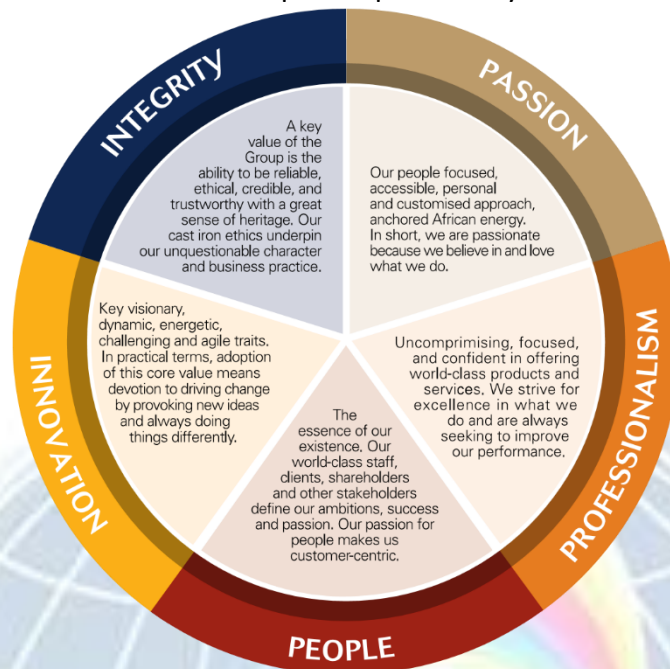 INTEGRITY
A key
value of the
Group is the
ability to be reliable,
ethical, credible, and
trustworthy with a great
sense of heritage. Our
cast iron ethics underpin
our unquestionable character
and business practice.
PASSION
Our people focused,
accessible, personal
and customised approach,
anchored African energy.
In short, we are passionate
because we believe in and love
what we do.
PROFESSIONALISM
Uncomprimising, focused,
and confident in offering
world-class products and
services. We strive for
excellence in what we
do and are always
seeking to improve
our performance.
PEOPLE
The
essence of our
existence. Our
world-class staff,
clients, shareholders
and other stakeholders
define our ambitions, success
and passion. Our passion for
people makes us
customer-centric.
INNOVATION
Key visionary,
dynamic, energetic,
challenging and agile traits.
In practical terms, adoption
of this core value means
devotion to driving change
by provoking new ideas
and always doing
things differently.